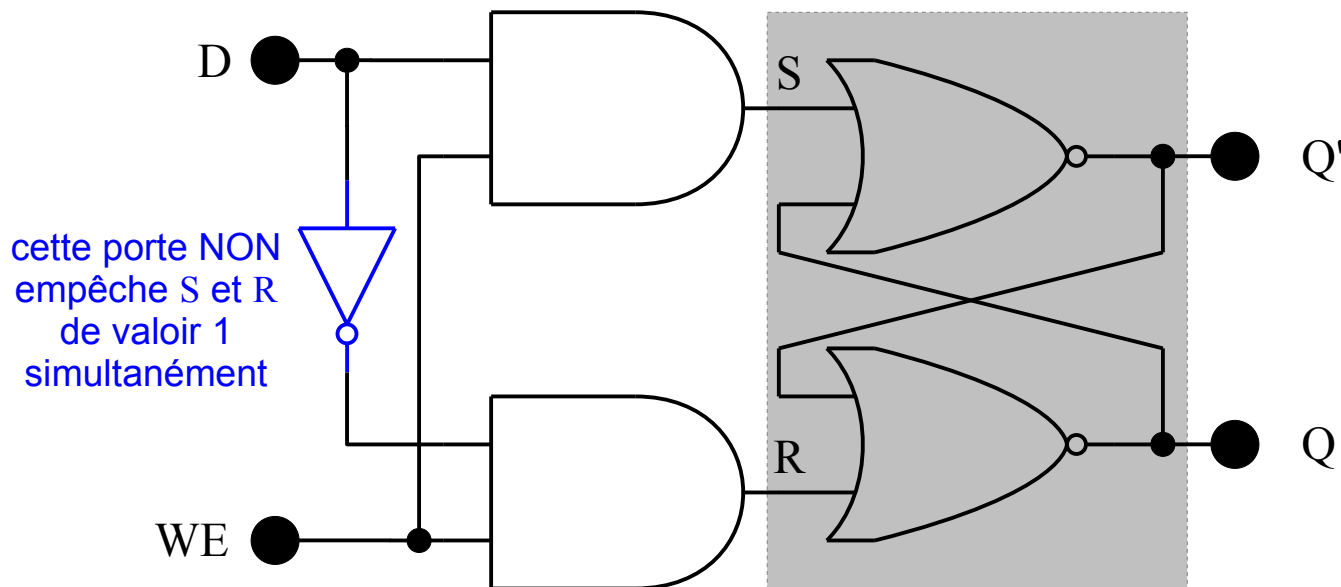 D
S
Q'
cette porte NON
empêche S et R
de valoir 1
simultanément
R
Q
WE